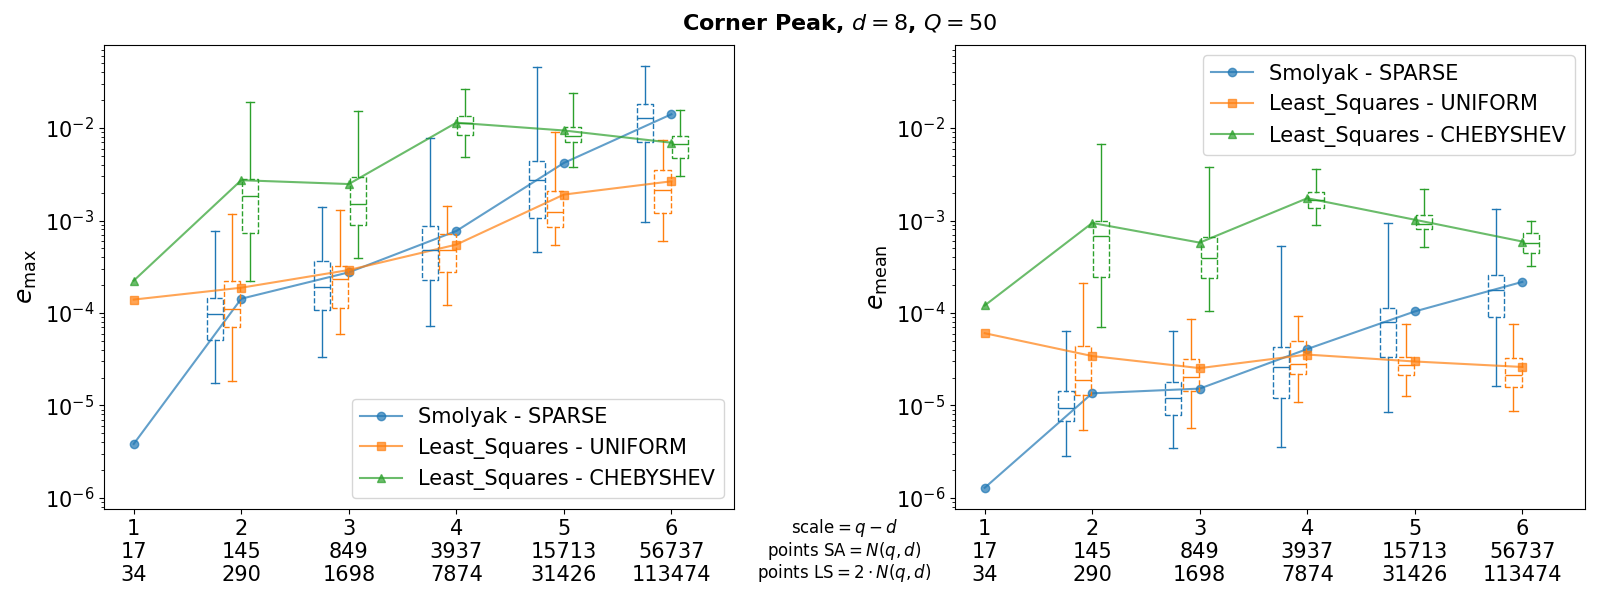 Corner Peak, d = 8, Q = 50
e_max
10^{-2}
10^{-3}
10^{-4}
10^{-5}
10^{-6}
Smolyak - SPARSE
Least_Squares - UNIFORM
Least_Squares - CHEBYSHEV
1 2 3 4 5 6
17 145 849 3937 15713 56737
34 290 1698 7874 31426 113474
scale = q − d
points SA = N(q, d)
points LS = 2 · N(q, d)
e_mean
10^{-2}
10^{-3}
10^{-4}
10^{-5}
10^{-6}
Smolyak - SPARSE
Least_Squares - UNIFORM
Least_Squares - CHEBYSHEV
1 2 3 4 5 6
17 145 849 3937 15713 56737
34 290 1698 7874 31426 113474